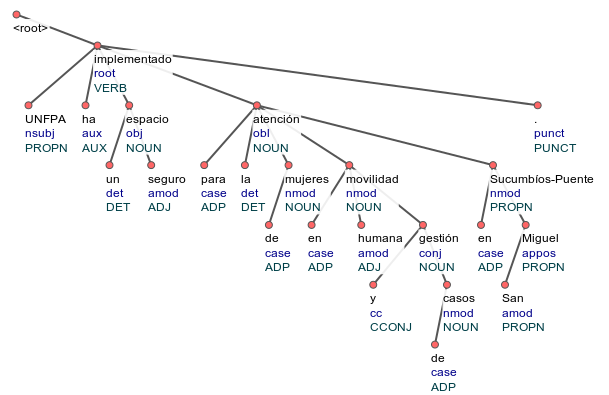 <root>
implementado
root
VERB
UNFPA ha espacio atención .
nsubj aux obj obl punct
PROPN AUX NOUN NOUN PUNCT
un seguro para la mujeres movilidad Sucumbíos-Puente
det amod case det nmod nmod nmod
DET ADJ ADP DET NOUN NOUN PROPN
de en humana gestión en Miguel
case case amod conj case appos
ADP ADP ADJ NOUN ADP PROPN
y casos San
cc nmod amod
CCONJ NOUN PROPN
de
case
ADP